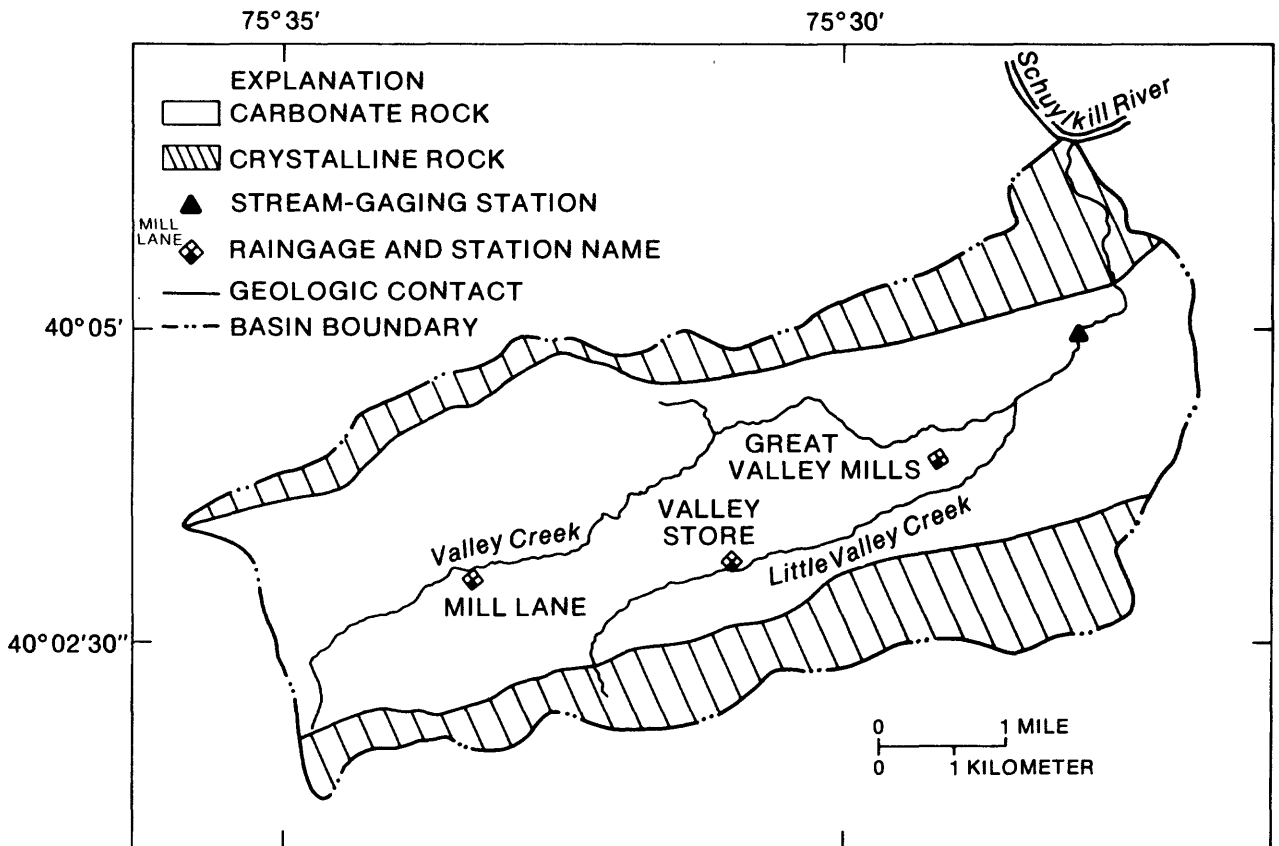 75°35′
75°30′
Schuylkill River
EXPLANATION
CARBONATE ROCK
CRYSTALLINE ROCK
STREAM-GAGING STATION
MILL
LANE
RAINGAGE AND STATION NAME
GEOLOGIC CONTACT
BASIN BOUNDARY
40°05′
GREAT
VALLEY MILLS
VALLEY
STORE
Valley Creek
Little Valley Creek
MILL LANE
40°02′30″
0 1 MILE
0 1 KILOMETER